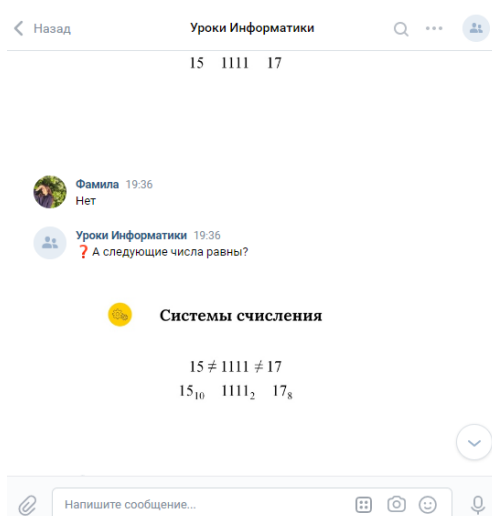 Назад
Уроки Информатики
15 1111 17
Фамила 19:36
Нет
Уроки Информатики 19:36
❓ А следующие числа равны?
Системы счисления
15 ≠ 1111 ≠ 17
15₁₀ 1111₂ 17₈
Напишите сообщение...